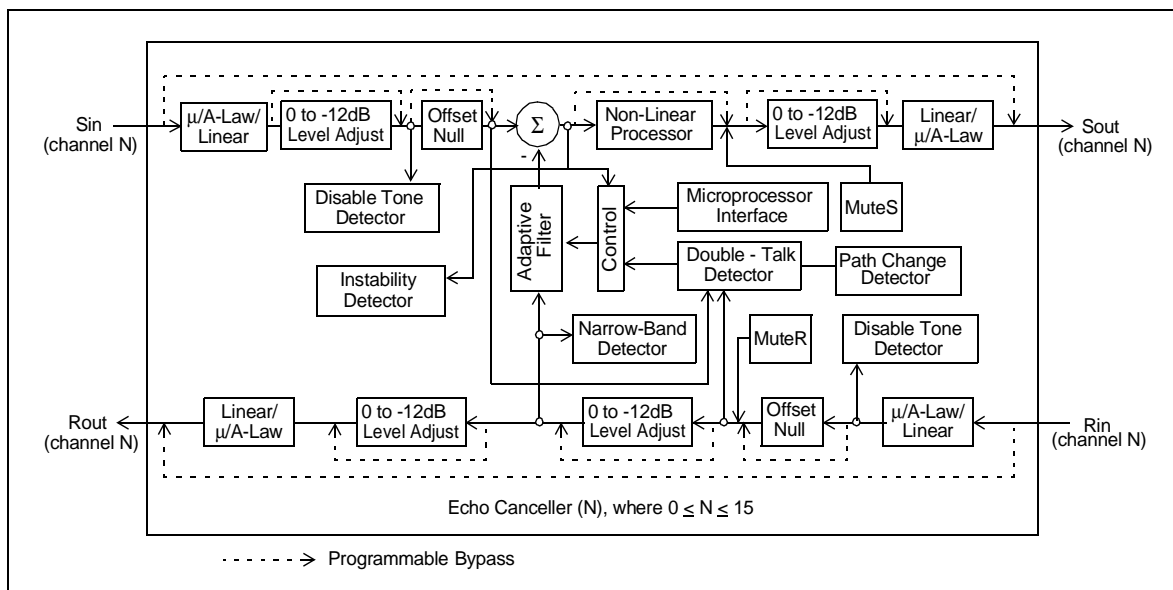 Sin
(channel N)
μ/A-Law/
Linear
0 to -12dB
Level Adjust
Offset
Null
Σ
-
Non-Linear
Processor
0 to -12dB
Level Adjust
Linear/
μ/A-Law
Sout
(channel N)
Disable Tone
Detector
Adaptive
Filter
Control
Microprocessor
Interface
MuteS
Instability
Detector
Double - Talk
Detector
Path Change
Detector
Narrow-Band
Detector
MuteR
Disable Tone
Detector
Rout
(channel N)
Linear/
μ/A-Law
0 to -12dB
Level Adjust
0 to -12dB
Level Adjust
Offset
Null
μ/A-Law/
Linear
Rin
(channel N)
Echo Canceller (N), where 0 ≤ N ≤ 15
Programmable Bypass